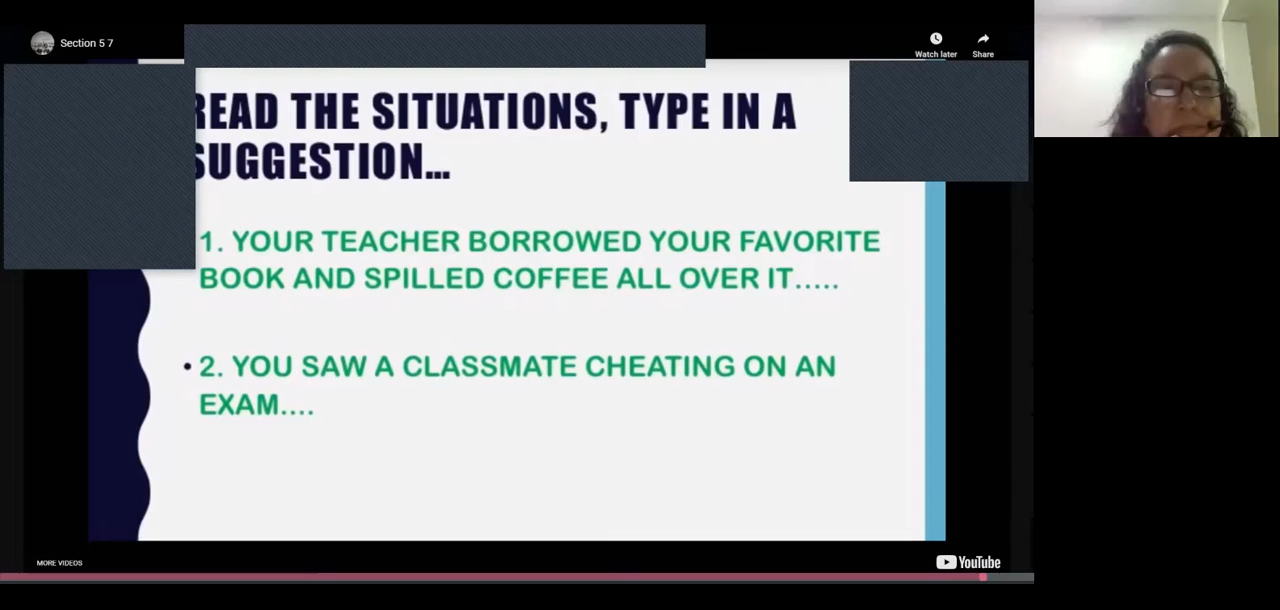 Section 5 7
Watch later
Share
READ THE SITUATIONS, TYPE IN A
SUGGESTION...
1. YOUR TEACHER BORROWED YOUR FAVORITE
BOOK AND SPILLED COFFEE ALL OVER IT.....
• 2. YOU SAW A CLASSMATE CHEATING ON AN
EXAM....
MORE VIDEOS
YouTube